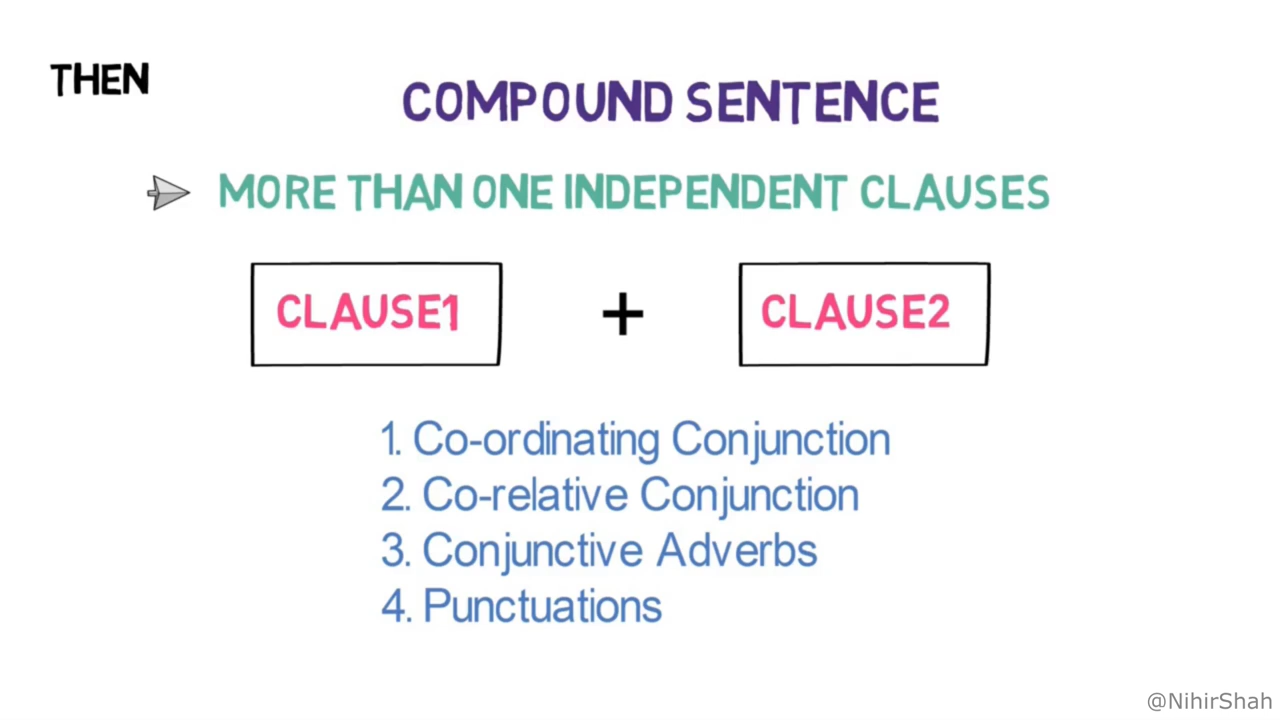 THEN
COMPOUND SENTENCE
MORE THAN ONE INDEPENDENT CLAUSES
CLAUSE1 + CLAUSE2
1. Co-ordinating Conjunction
2. Co-relative Conjunction
3. Conjunctive Adverbs
4. Punctuations
@NihirShah